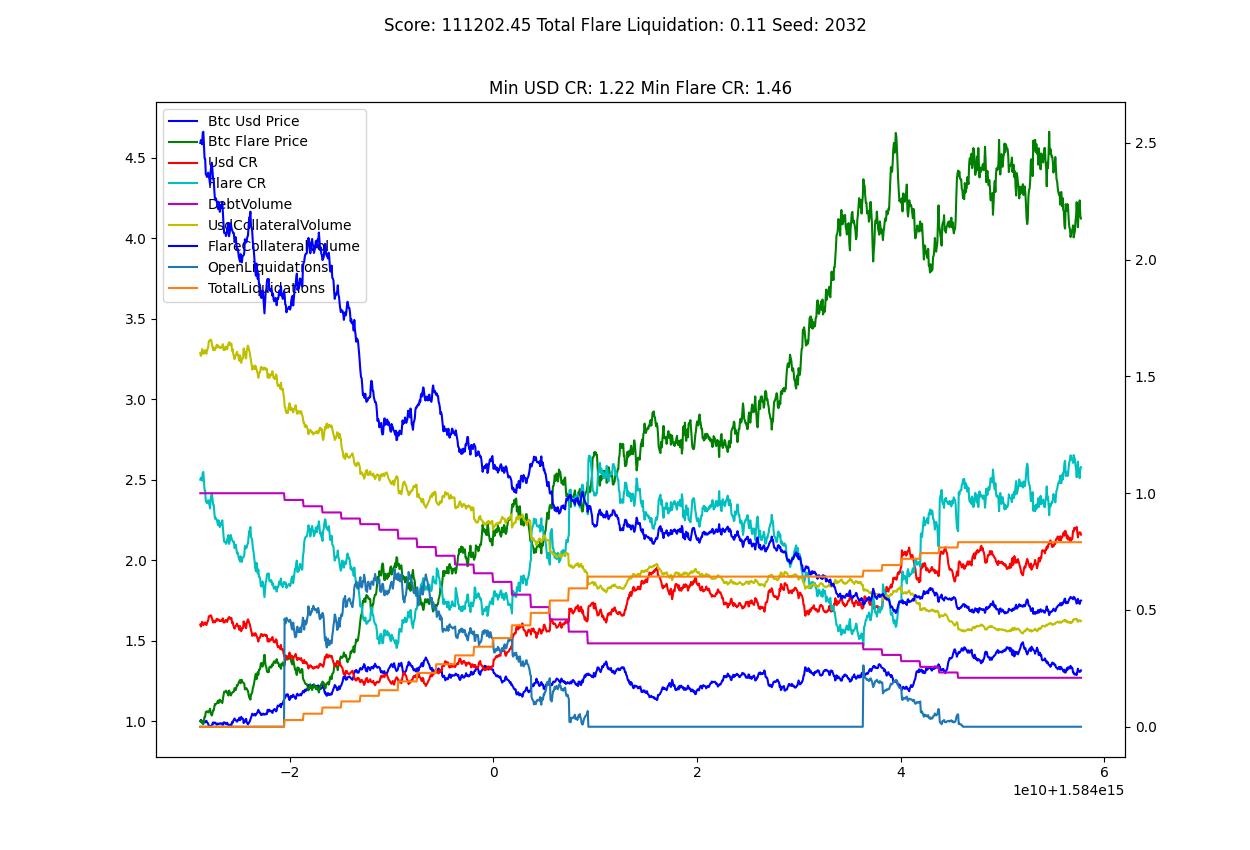 Score: 111202.45 Total Flare Liquidation: 0.11 Seed: 2032
Min USD CR: 1.22 Min Flare CR: 1.46
Btc Usd Price
Btc Flare Price
Usd CR
Flare CR
DebtVolume
UsdCollateralVolume
FlareCollateralVolume
OpenLiquidations
TotalLiquidations
4.5
4.0
3.5
3.0
2.5
2.0
1.5
1.0
2.5
2.0
1.5
1.0
0.5
0.0
−2
0
2
4
6
1e10+1.584e15